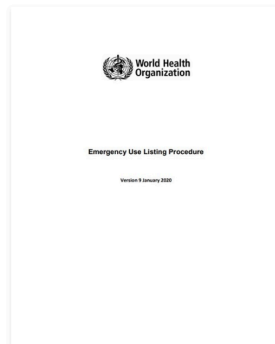 World Health
Organization
Emergency Use Listing Procedure
Version 9 January 2020